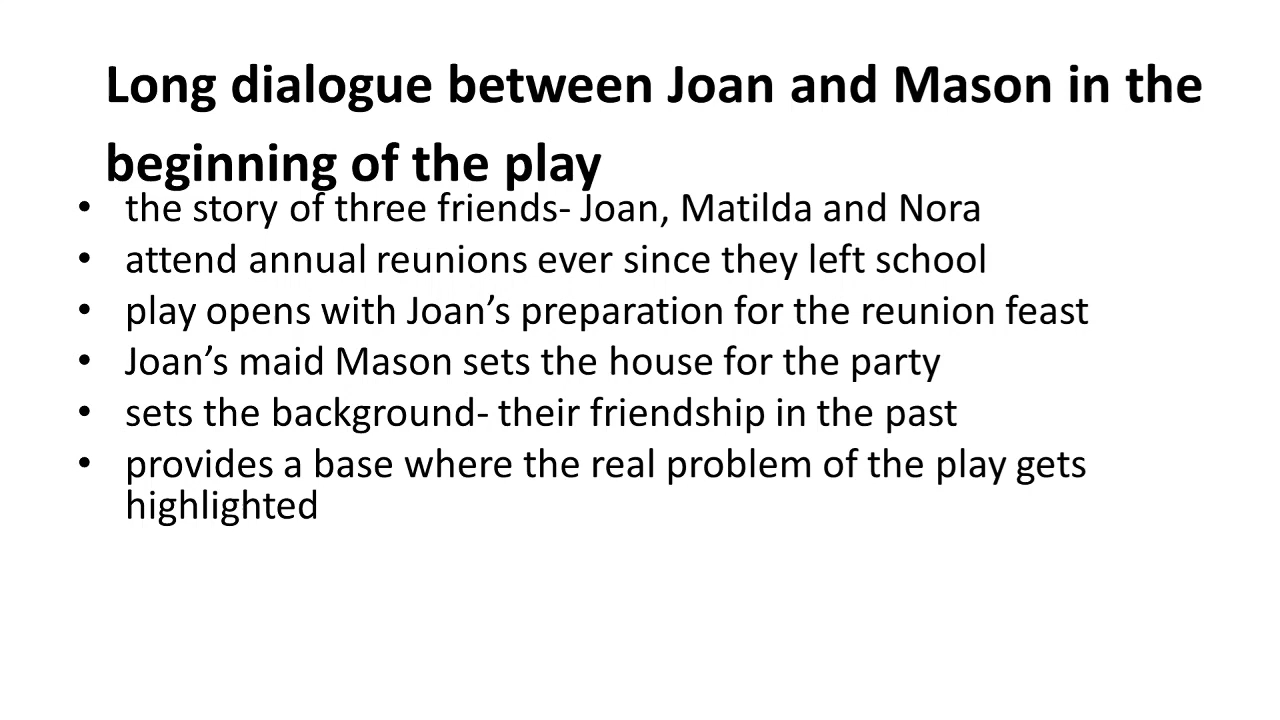 Long dialogue between Joan and Mason in the
beginning of the play
• the story of three friends- Joan, Matilda and Nora
• attend annual reunions ever since they left school
• play opens with Joan’s preparation for the reunion feast
• Joan’s maid Mason sets the house for the party
• sets the background- their friendship in the past
• provides a base where the real problem of the play gets
highlighted